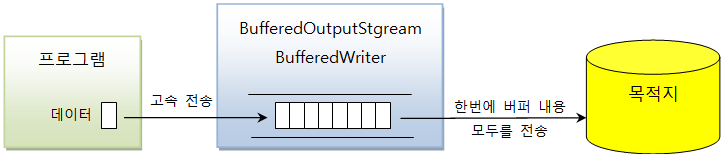 프로그램
데이터
고속 전송
BufferedOutputStgream
BufferedWriter
한번에 버퍼 내용
모두를 전송
목적지